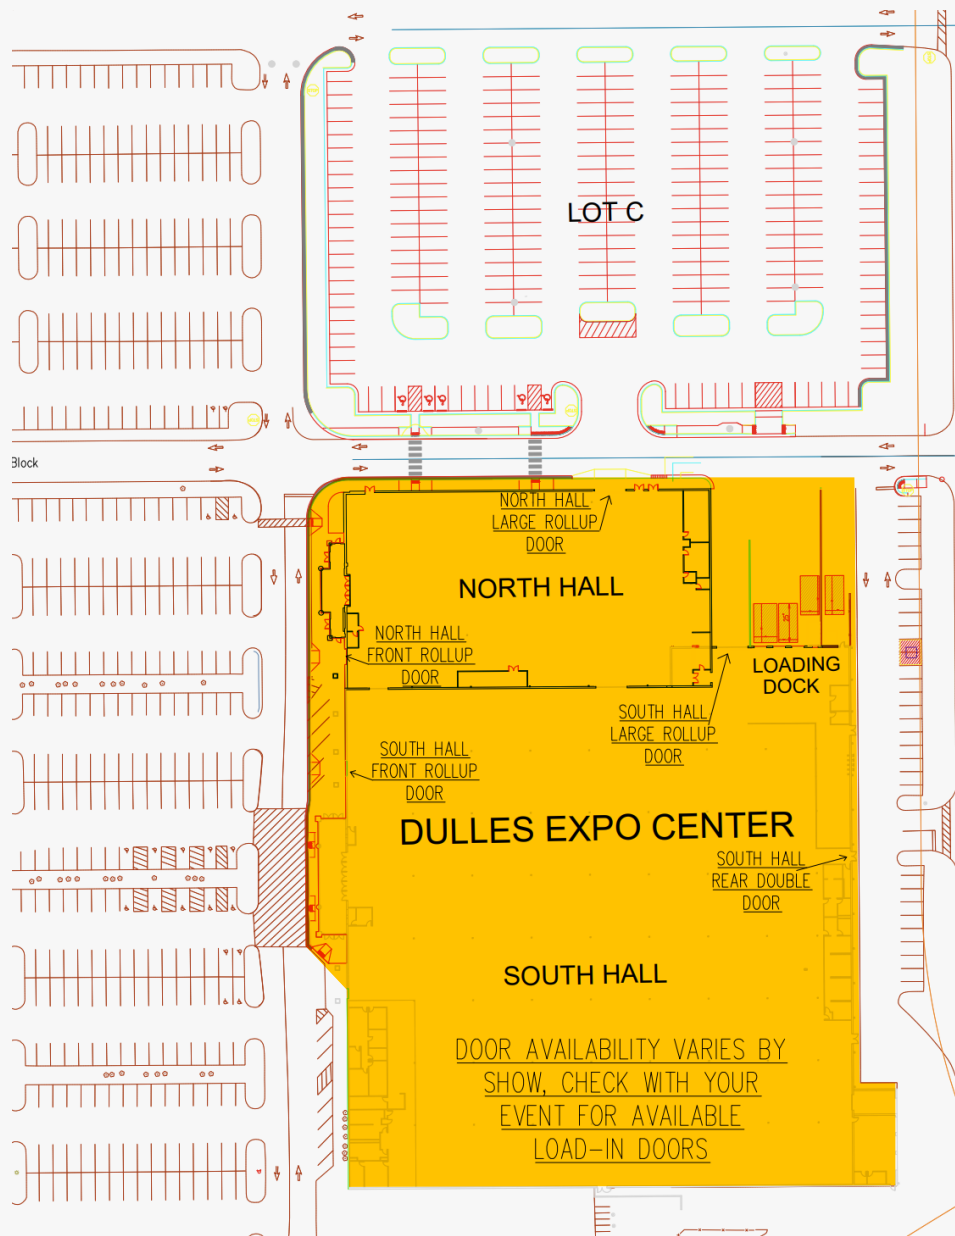 LOT C
Block
NORTH HALL
LARGE ROLLUP
DOOR
NORTH HALL
NORTH HALL
FRONT ROLLUP
DOOR
LOADING
DOCK
SOUTH HALL
LARGE ROLLUP
DOOR
SOUTH HALL
FRONT ROLLUP
DOOR
DULLES EXPO CENTER
SOUTH HALL
REAR DOUBLE
DOOR
SOUTH HALL
DOOR AVAILABILITY VARIES BY
SHOW, CHECK WITH YOUR
EVENT FOR AVAILABLE
LOAD-IN DOORS